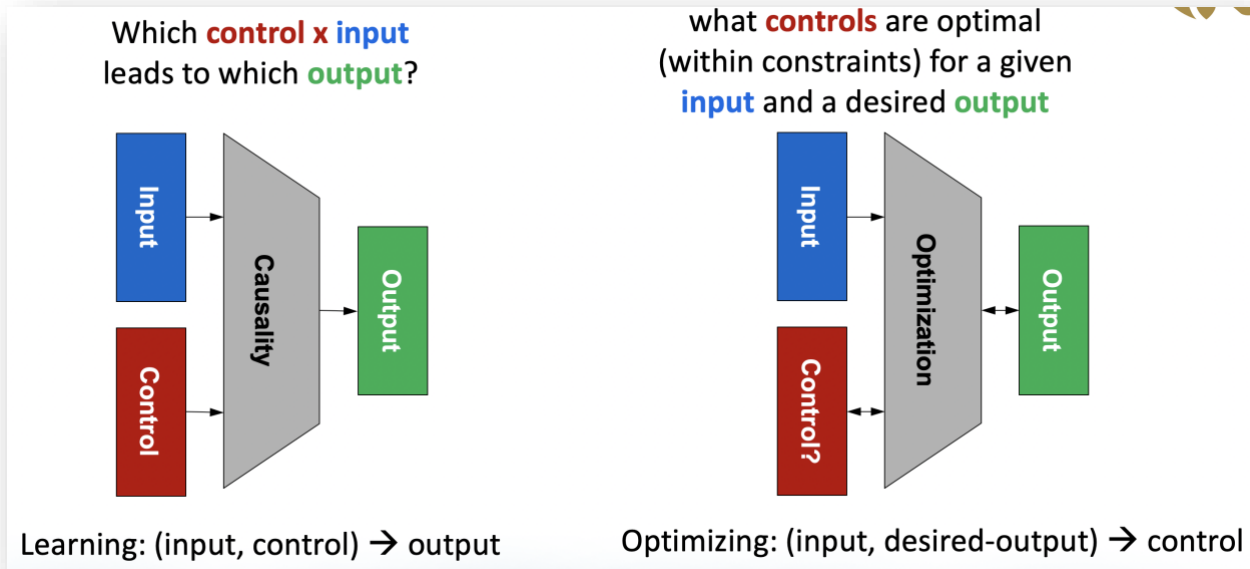 Which control x input
leads to which output?
Input
Control
Causality
Output
Learning: (input, control) → output
what controls are optimal
(within constraints) for a given
input and a desired output
Input
Control?
Optimization
Output
Optimizing: (input, desired-output) → control